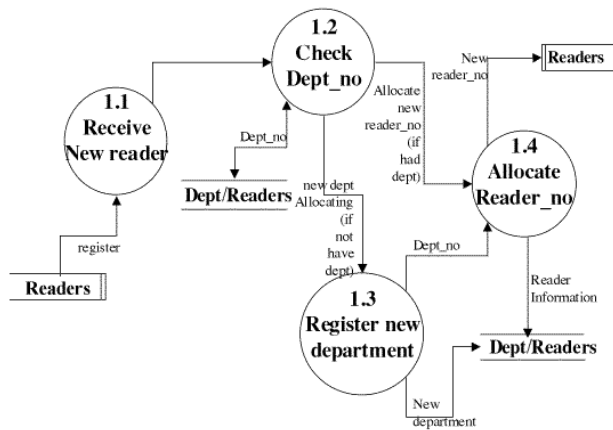 1.2
Check
Dept_no
New
reader_no
Readers
1.1
Receive
New reader
Allocate
new
reader_no
(if
had
dept)
Dept_no
1.4
Allocate
Reader_no
Dept/Readers
new dept
Allocating
(if
not
have
dept)
register
Dept_no
Readers
1.3
Register new
department
Reader
Information
Dept/Readers
New
department